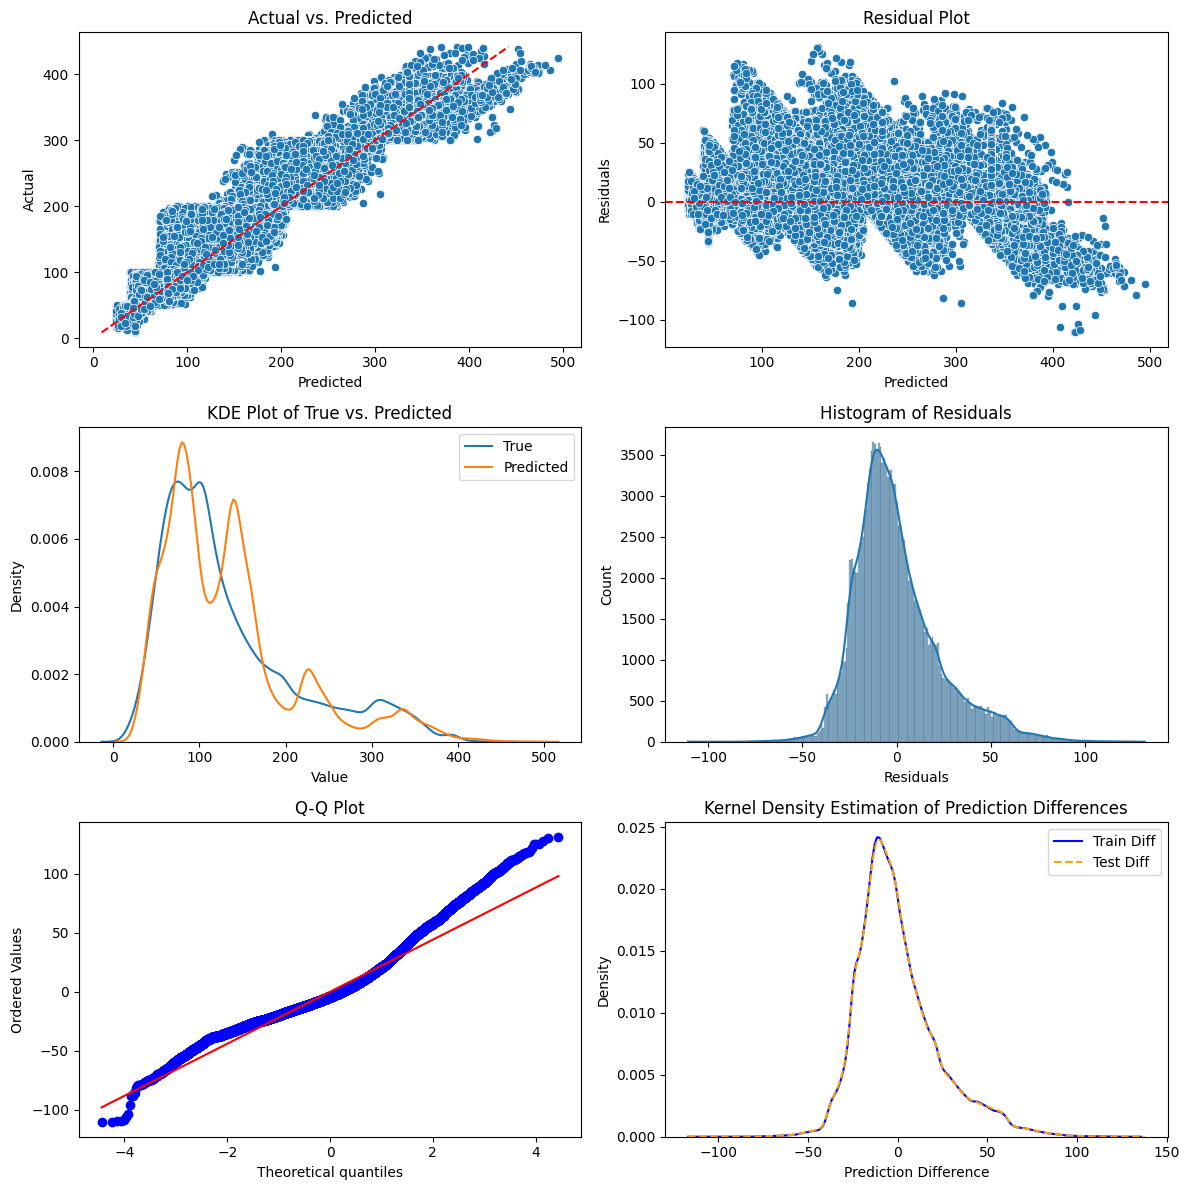 Actual vs. Predicted
Actual
400
300
200
100
0
0 100 200 300 400 500
Predicted
Residual Plot
Residuals
100
50
0
−50
−100
100 200 300 400 500
Predicted
KDE Plot of True vs. Predicted
True
Predicted
Density
0.008
0.006
0.004
0.002
0.000
0 100 200 300 400 500
Value
Histogram of Residuals
Count
3500
3000
2500
2000
1500
1000
500
0
−100 −50 0 50 100
Residuals
Q-Q Plot
Ordered Values
100
50
0
−50
−100
−4 −2 0 2 4
Theoretical quantiles
Kernel Density Estimation of Prediction Differences
Train Diff
Test Diff
Density
0.025
0.020
0.015
0.010
0.005
0.000
−100 −50 0 50 100 150
Prediction Difference